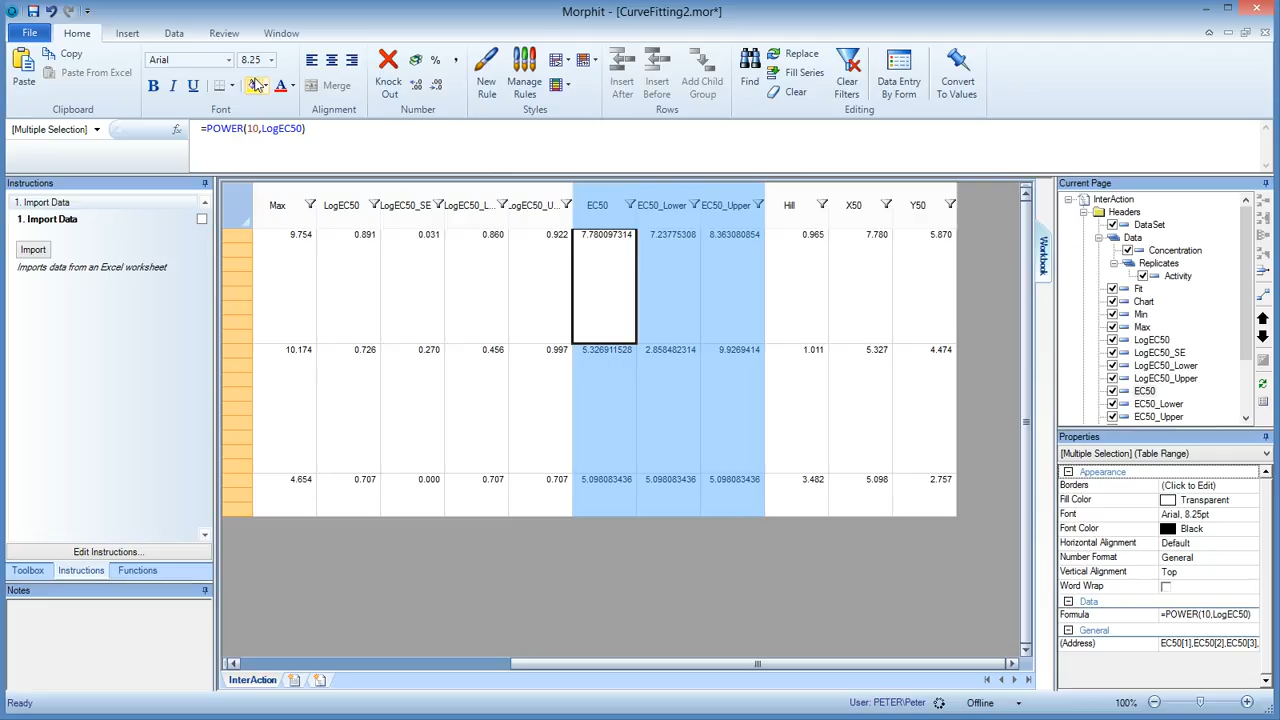 Morphit - [CurveFitting2.mor*]
File Home Insert Data Review Window
Paste
Copy
Paste From Excel
Clipboard
Arial 8.25
B I U A
Font
Merge
Alignment
Knock Out
% ,
Number
New Rule
Manage Rules
Styles
Insert After
Insert Before
Add Child Group
Rows
Find
Replace
Fill Series
Clear
Clear Filters
Data Entry By Form
Convert To Values
Editing
[Multiple Selection] fx =POWER(10,LogEC50)
Instructions
1. Import Data
1. Import Data
Import
Imports data from an Excel worksheet
Edit Instructions...
Toolbox Instructions Functions
Notes
Max LogEC50 LogEC50_SE LogEC50_L... LogEC50_U... EC50 EC50_Lower EC50_Upper Hill X50 Y50
9.754 0.891 0.031 0.860 0.922 7.780097314 7.23775308 8.363080854 0.965 7.780 5.870
10.174 0.726 0.270 0.456 0.997 5.326911528 2.858482314 9.9269414 1.011 5.327 4.474
4.654 0.707 0.000 0.707 0.707 5.098083436 5.098083436 5.098083436 3.482 5.098 2.757
InterAction
Workbook
Current Page
InterAction
Headers
DataSet
Data
Concentration
Replicates
Activity
Fit
Chart
Min
Max
LogEC50
LogEC50_SE
LogEC50_Lower
LogEC50_Upper
EC50
EC50_Lower
EC50_Upper
Properties
[Multiple Selection] (Table Range)
Appearance
Borders (Click to Edit)
Fill Color Transparent
Font Arial, 8.25pt
Font Color Black
Horizontal Alignment Default
Number Format General
Vertical Alignment Top
Word Wrap
Data
Formula =POWER(10,LogEC50)
General
(Address) EC50[1],EC50[2],EC50[3],
Ready
User: PETER\Peter Offline 100%